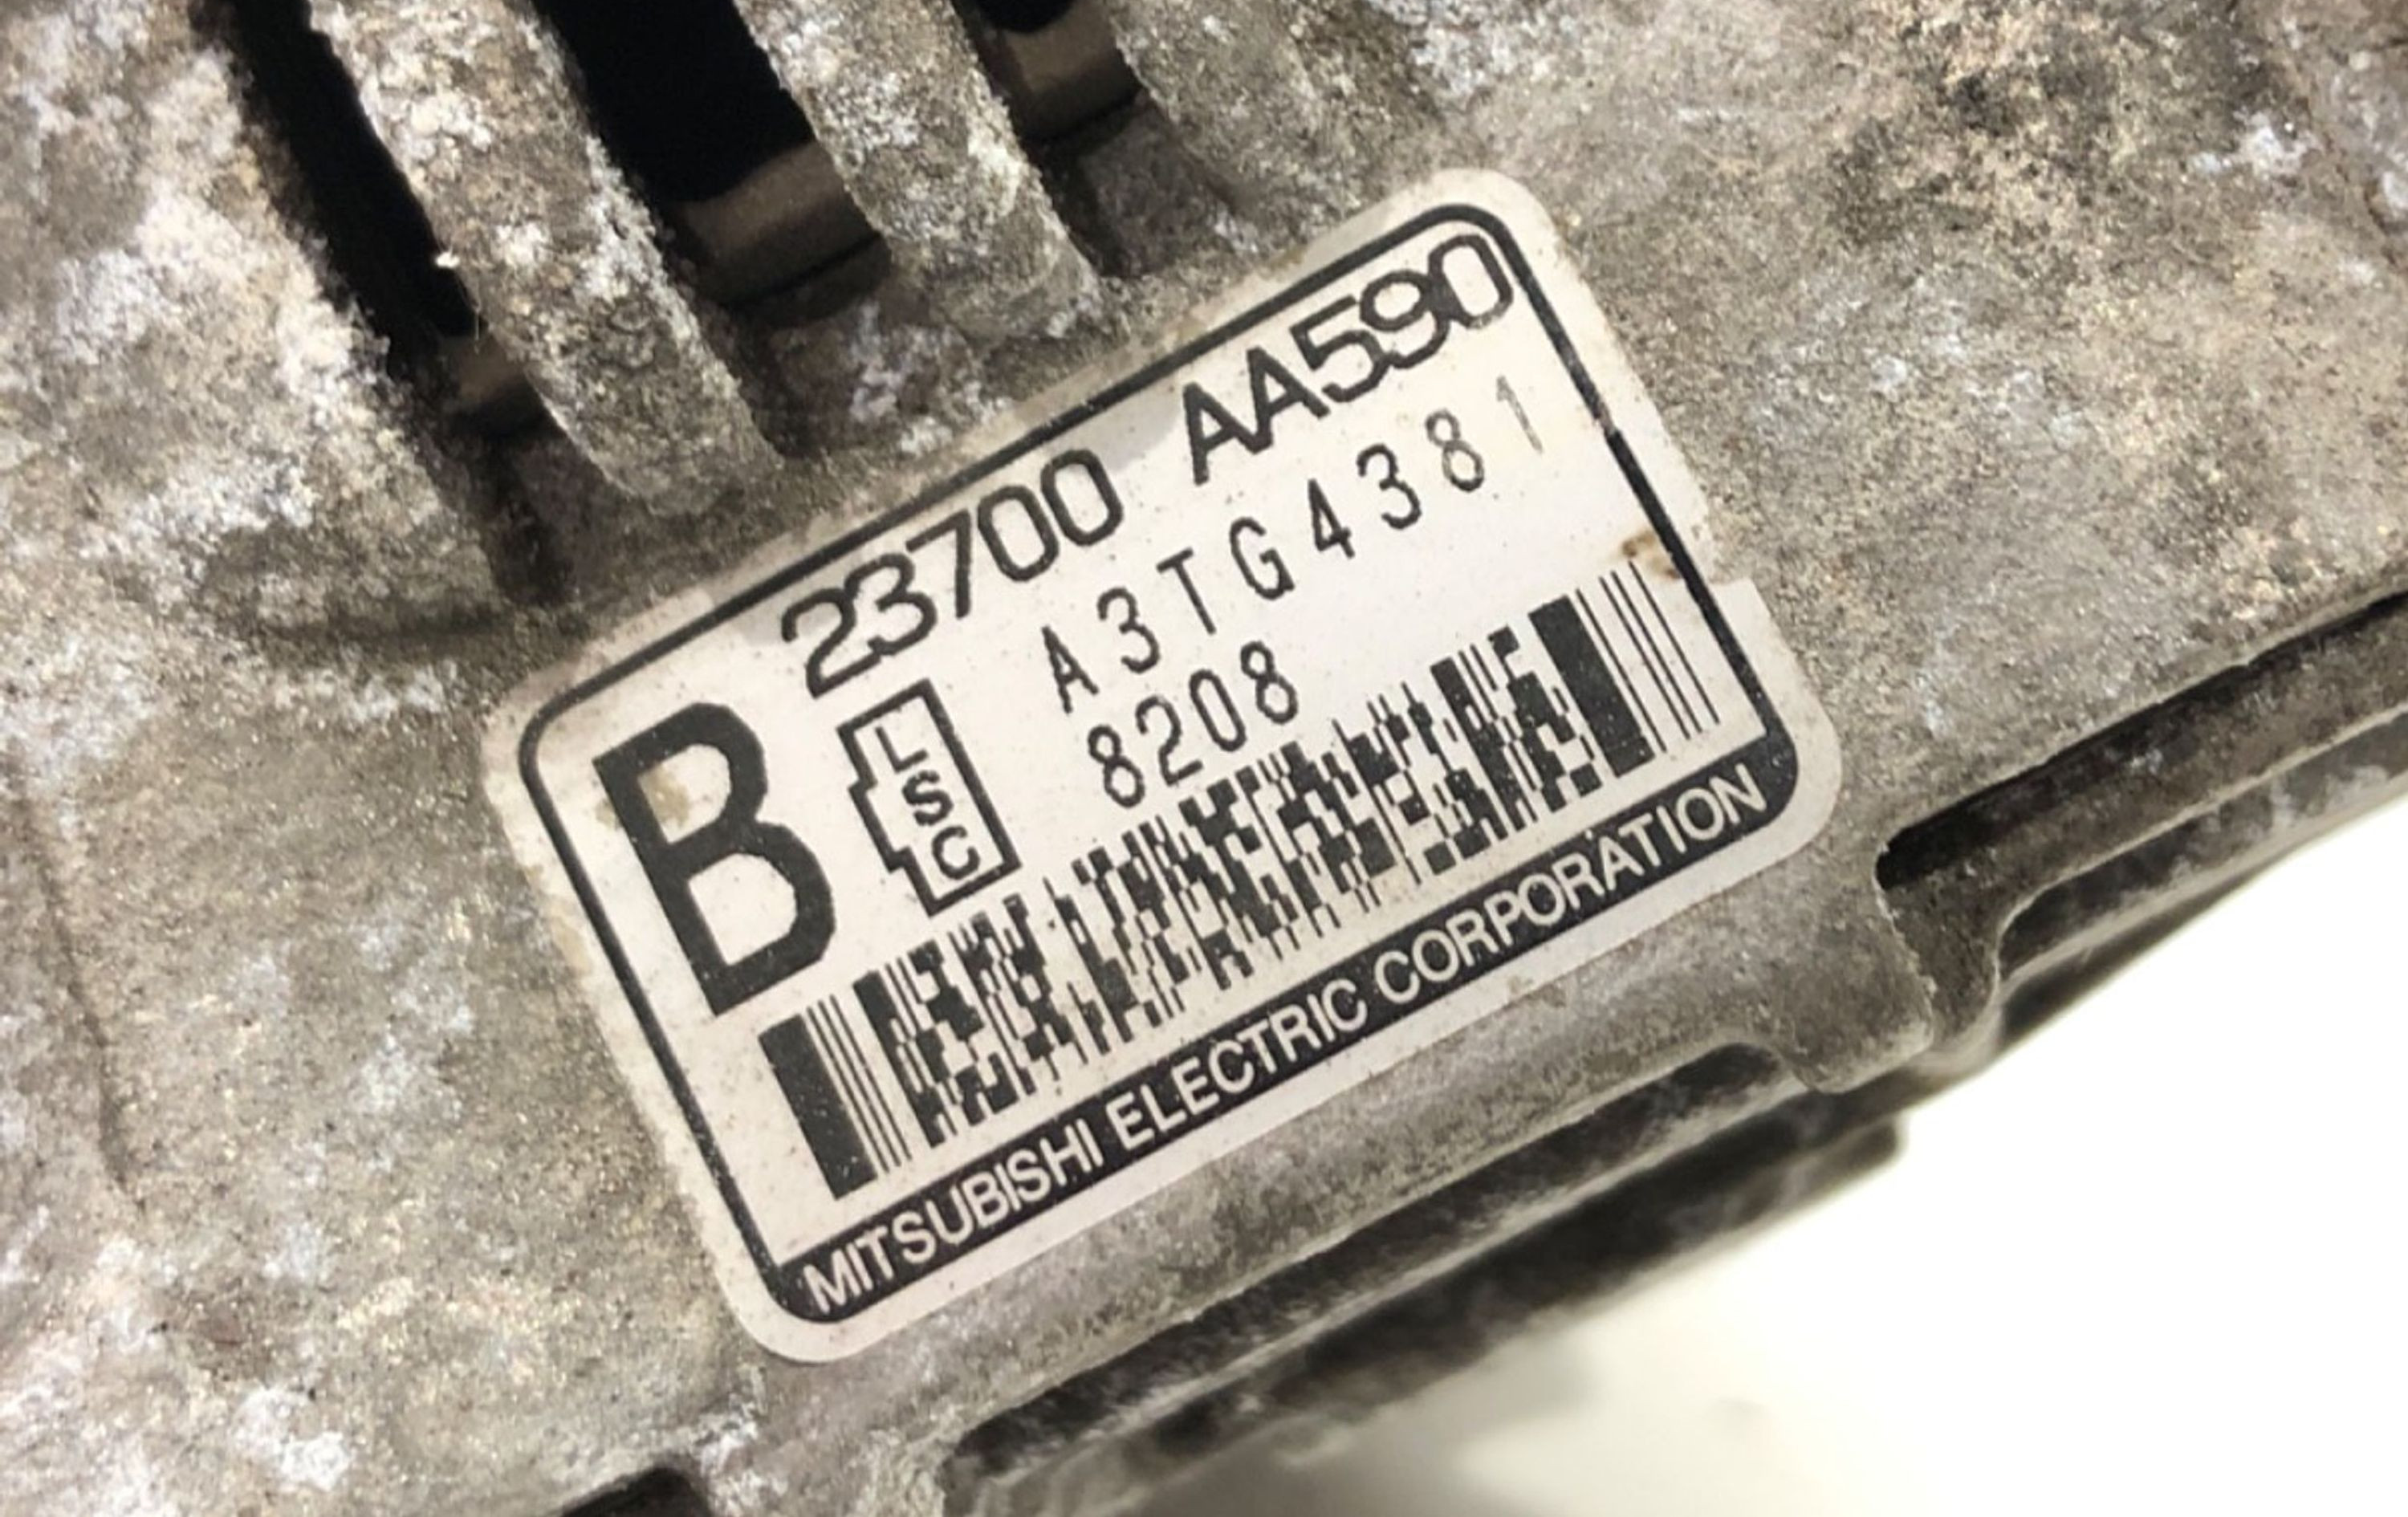 23700 AA590
A3TG4381
8208
B
LSC
MITSUBISHI ELECTRIC CORPORATION